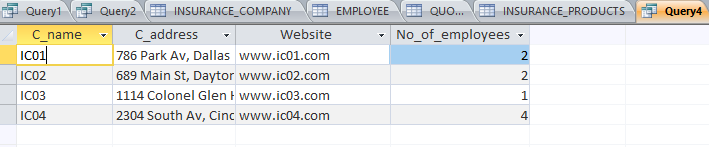 Query1 Query2 INSURANCE_COMPANY EMPLOYEE QUO... INSURANCE_PRODUCTS Query4
C_name C_address Website No_of_employees
IC01 786 Park Av, Dallas www.ic01.com 2
IC02 689 Main St, Dayton www.ic02.com 2
IC03 1114 Colonel Glen H www.ic03.com 1
IC04 2304 South Av, Cinc www.ic04.com 4